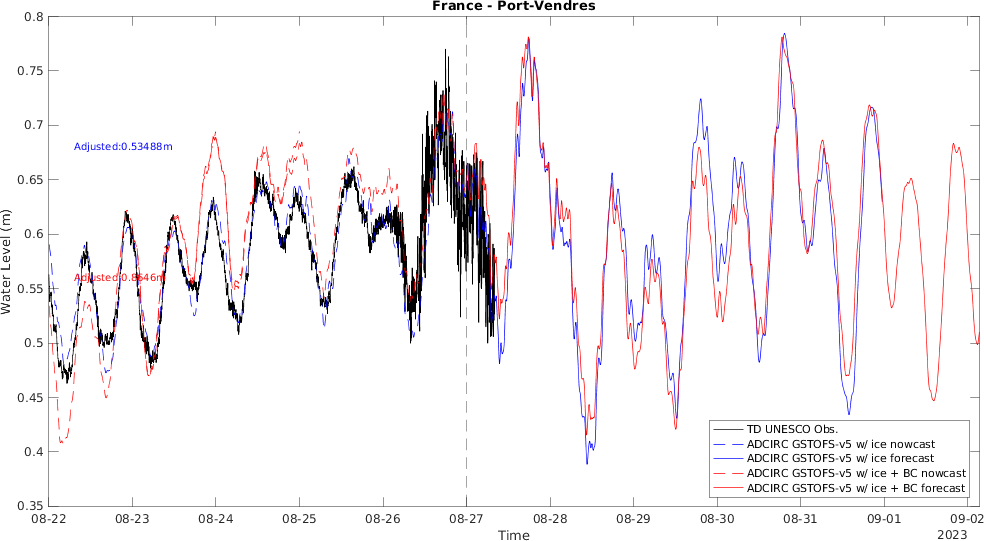 France - Port-Vendres
0.8
0.75
0.7
0.65
0.6
0.55
0.5
0.45
0.4
0.35
Water Level (m)
Adjusted:0.53488m
Adjusted:0.8646m
TD UNESCO Obs.
ADCIRC GSTOFS-v5 w/ ice nowcast
ADCIRC GSTOFS-v5 w/ ice forecast
ADCIRC GSTOFS-v5 w/ ice + BC nowcast
ADCIRC GSTOFS-v5 w/ ice + BC forecast
08-22 08-23 08-24 08-25 08-26 08-27 08-28 08-29 08-30 08-31 09-01 09-02
Time
2023